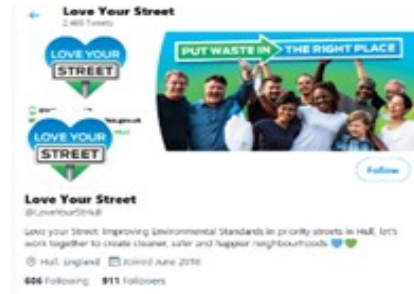 Love Your Street
2,465 Tweets
LOVE YOUR
STREET
PUT WASTE IN THE RIGHT PLACE
LOVE YOUR
STREET
Follow
Love Your Street
Love your Street: Improving Environmental Standards in priority streets in Hull, let's
work together to create cleaner, safer and happier neighbourhoods 💙💚
Hull, England Joined June 2018
606 Following 911 Followers